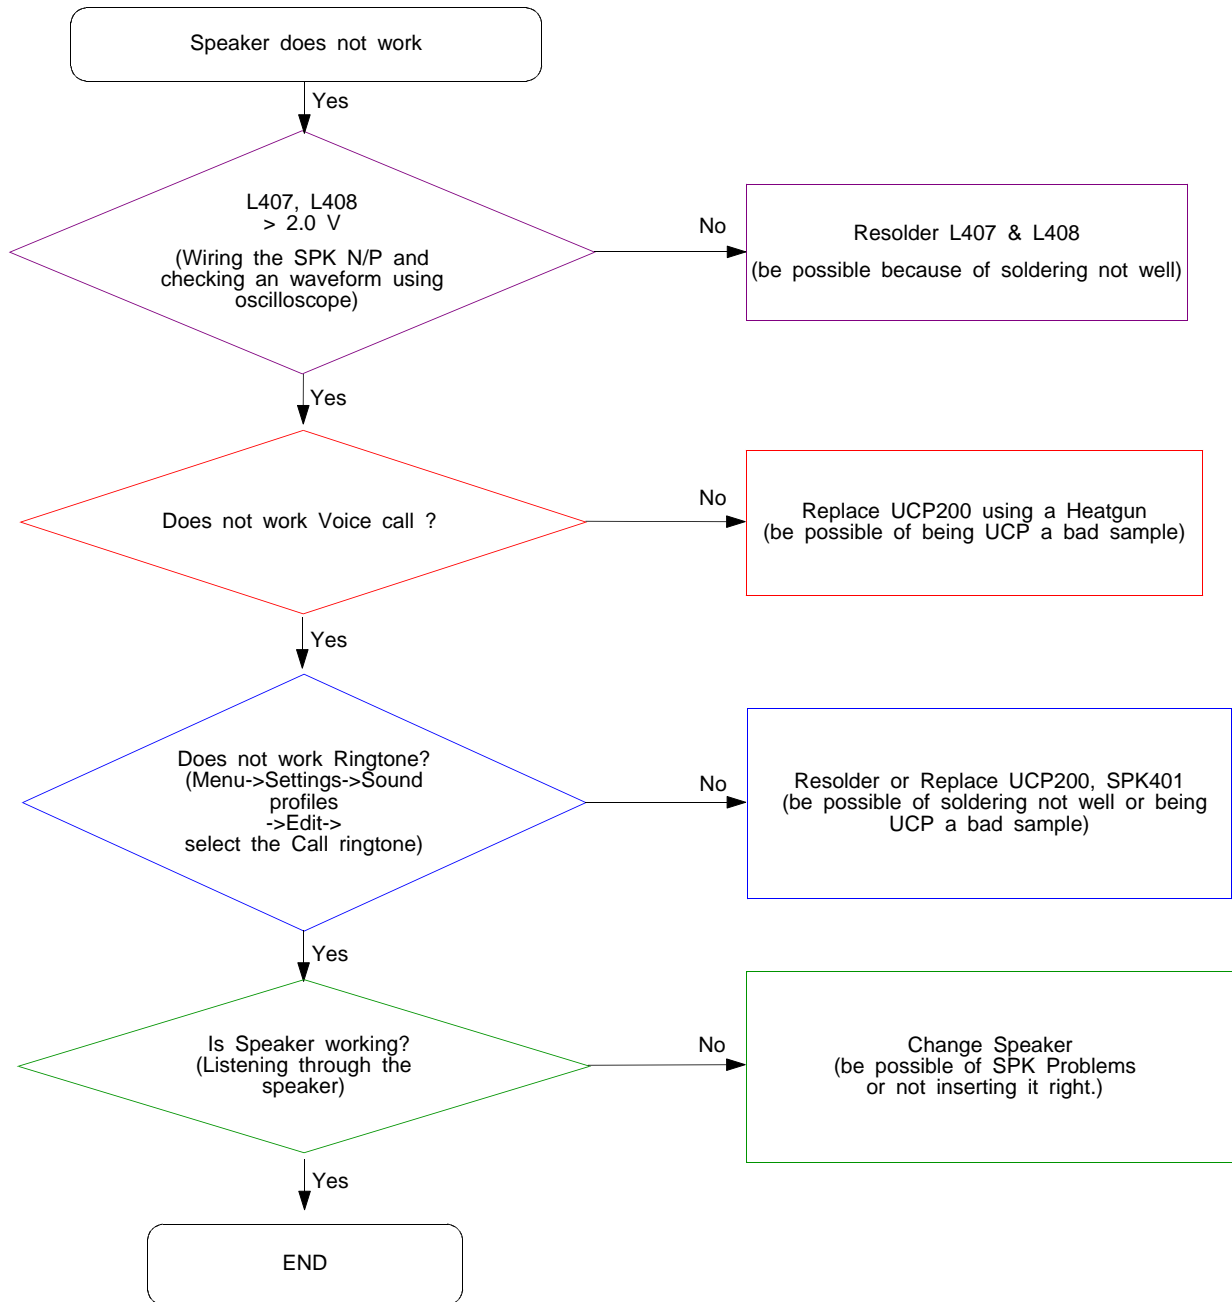 Speaker does not work
Yes
L407, L408
> 2.0 V
(Wiring the SPK N/P and
checking an waveform using
oscilloscope)
No
Resolder L407 & L408
(be possible because of soldering not well)
Yes
Does not work Voice call ?
No
Replace UCP200 using a Heatgun
(be possible of being UCP a bad sample)
Yes
Does not work Ringtone?
(Menu->Settings->Sound
profiles
->Edit->
select the Call ringtone)
No
Resolder or Replace UCP200, SPK401
(be possible of soldering not well or being
UCP a bad sample)
Yes
Is Speaker working?
(Listening through the
speaker)
No
Change Speaker
(be possible of SPK Problems
or not inserting it right.)
Yes
END